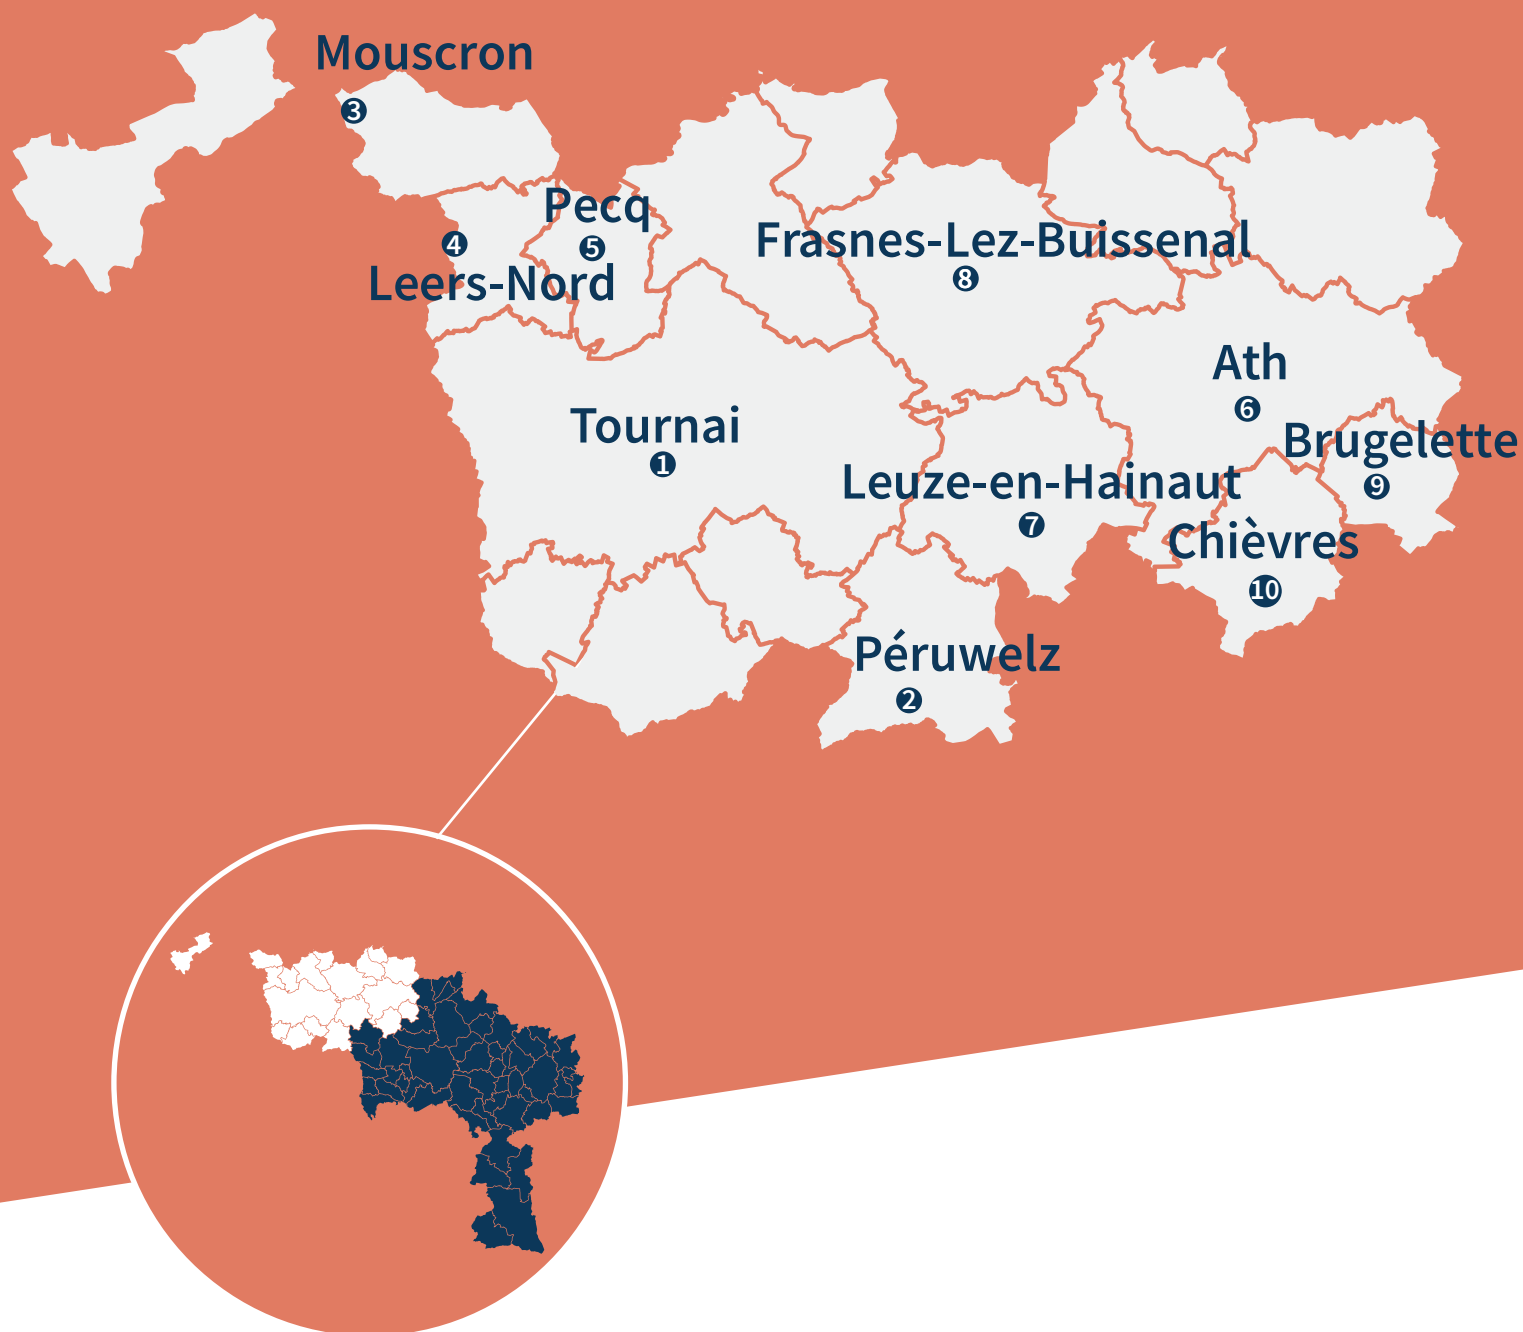 Mouscron
3
Pecq
5
4
Leers-Nord
Frasnes-Lez-Buissenal
8
Ath
6
Tournai
1
Brugelette
9
Leuze-en-Hainaut
7
Chièvres
10
Péruwelz
2